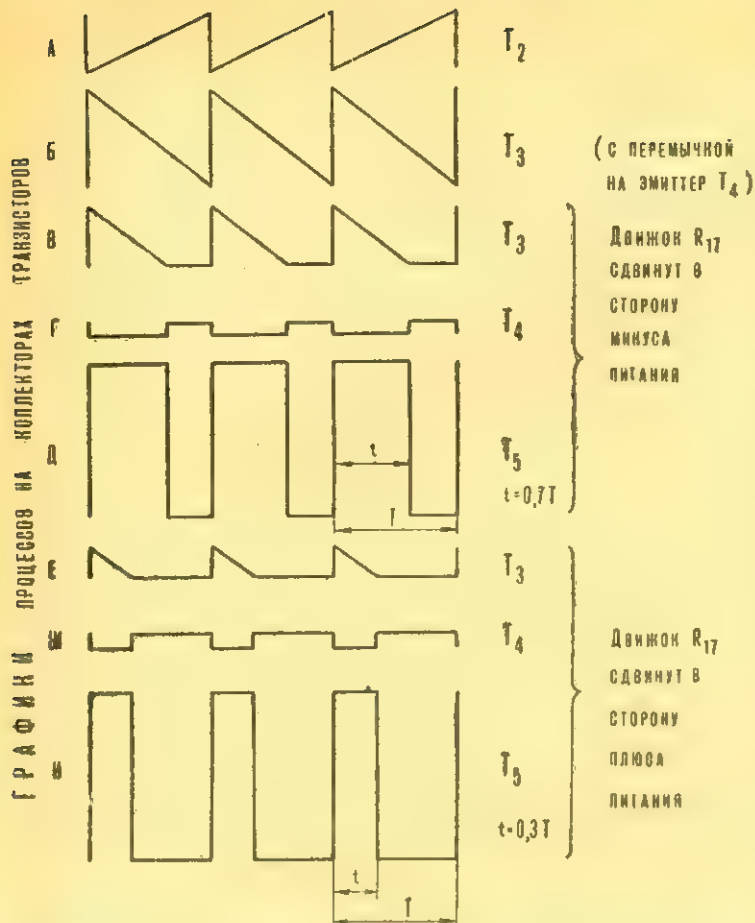 ГРАФИКИ ПРОЦЕССОВ НА КОЛЛЕКТОРАХ ТРАНЗИСТОРОВ
А T2
Б T3 (С ПЕРЕМЫЧКОЙ
НА ЭМИТТЕР T4)
В T3
Г T4
Д t T5
t=0,7T
T
ДВИЖОК R17
СДВИНУТ В
СТОРОНУ
МИНУСА
ПИТАНИЯ
Е T3
Ж T4
И T5
t=0,3T
t
T
ДВИЖОК R17
СДВИНУТ В
СТОРОНУ
ПЛЮСА
ПИТАНИЯ